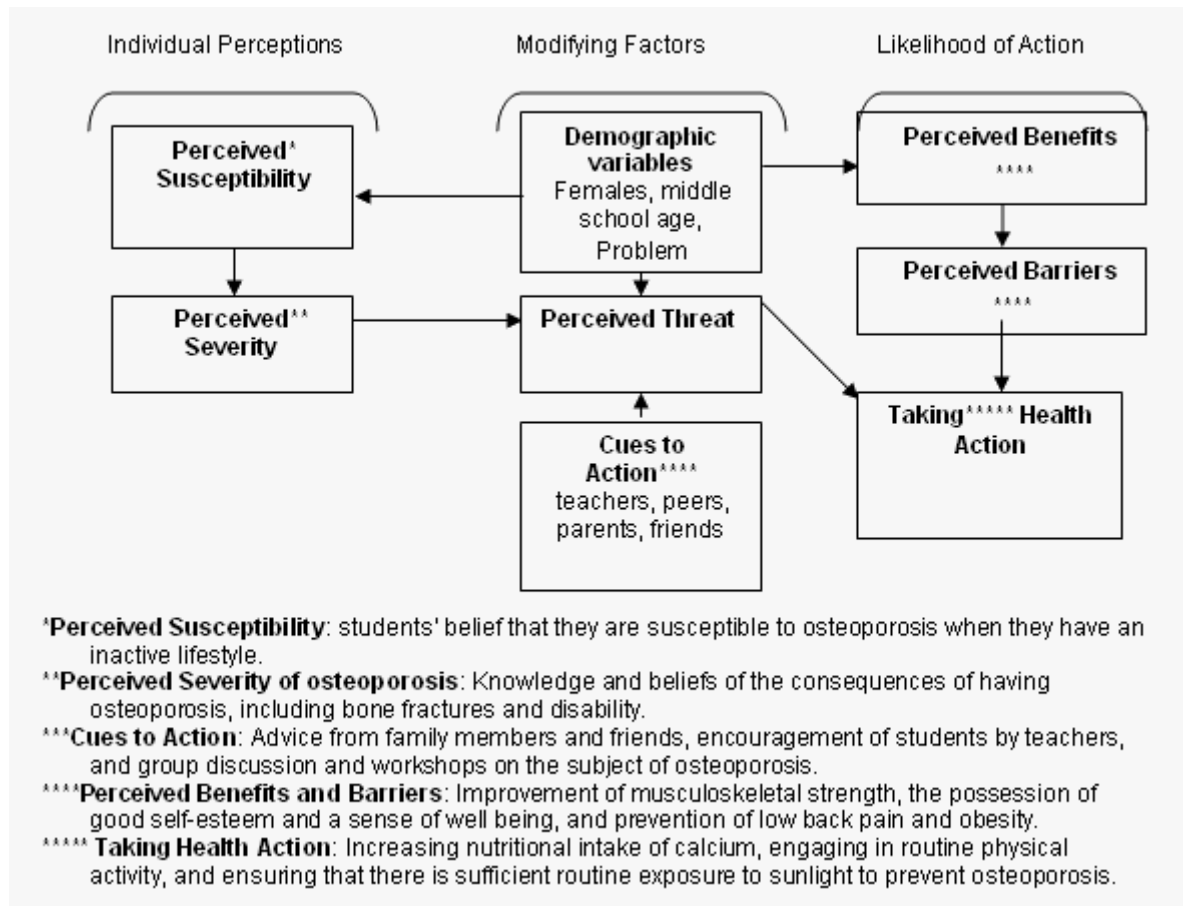 Individual Perceptions
Modifying Factors
Likelihood of Action
Perceived*
Susceptibility
Demographic
variables
Females, middle
school age,
Problem
Perceived Benefits
****
Perceived Barriers
****
Perceived**
Severity
Perceived Threat
Taking***** Health
Action
Cues to
Action****
teachers, peers,
parents, friends
*Perceived Susceptibility: students' belief that they are susceptible to osteoporosis when they have an
inactive lifestyle.
**Perceived Severity of osteoporosis: Knowledge and beliefs of the consequences of having
osteoporosis, including bone fractures and disability.
***Cues to Action: Advice from family members and friends, encouragement of students by teachers,
and group discussion and workshops on the subject of osteoporosis.
****Perceived Benefits and Barriers: Improvement of musculoskeletal strength, the possession of
good self-esteem and a sense of well being, and prevention of low back pain and obesity.
***** Taking Health Action: Increasing nutritional intake of calcium, engaging in routine physical
activity, and ensuring that there is sufficient routine exposure to sunlight to prevent osteoporosis.